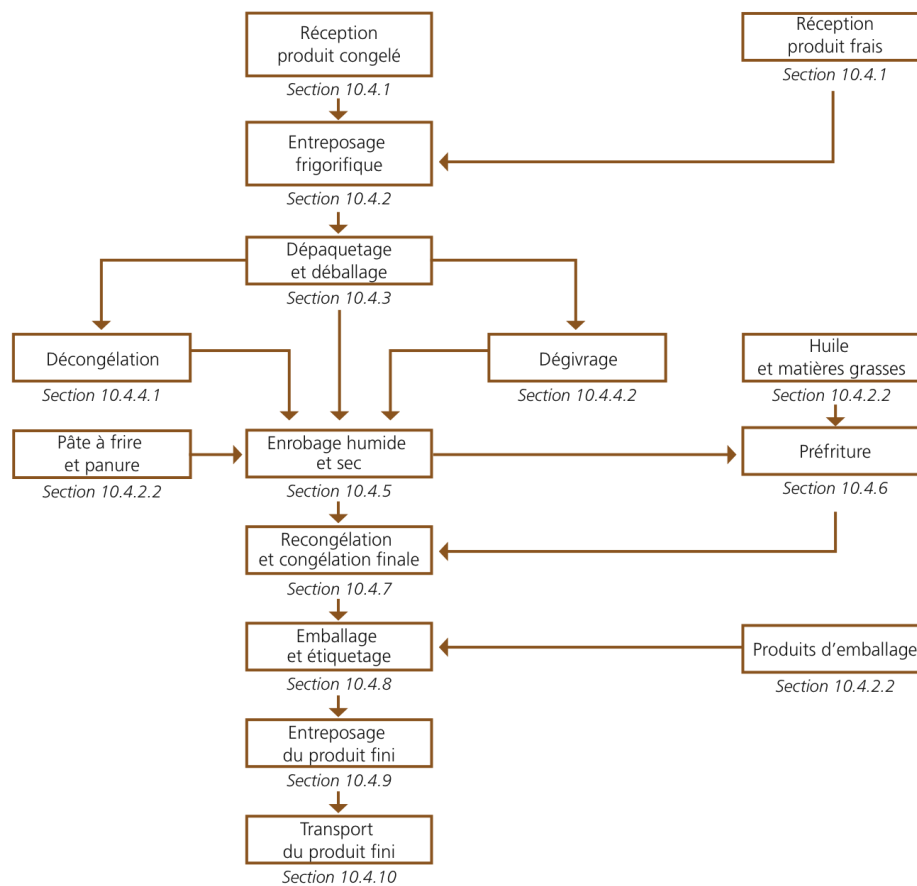 Réception
produit congelé
Section 10.4.1
Réception
produit frais
Section 10.4.1
Entreposage
frigorifique
Section 10.4.2
Dépaquetage
et déballage
Section 10.4.3
Décongélation
Section 10.4.4.1
Dégivrage
Section 10.4.4.2
Huile
et matières grasses
Section 10.4.2.2
Pâte à frire
et panure
Section 10.4.2.2
Enrobage humide
et sec
Section 10.4.5
Préfriture
Section 10.4.6
Recongélation
et congélation finale
Section 10.4.7
Emballage
et étiquetage
Section 10.4.8
Produits d’emballage
Section 10.4.2.2
Entreposage
du produit fini
Section 10.4.9
Transport
du produit fini
Section 10.4.10